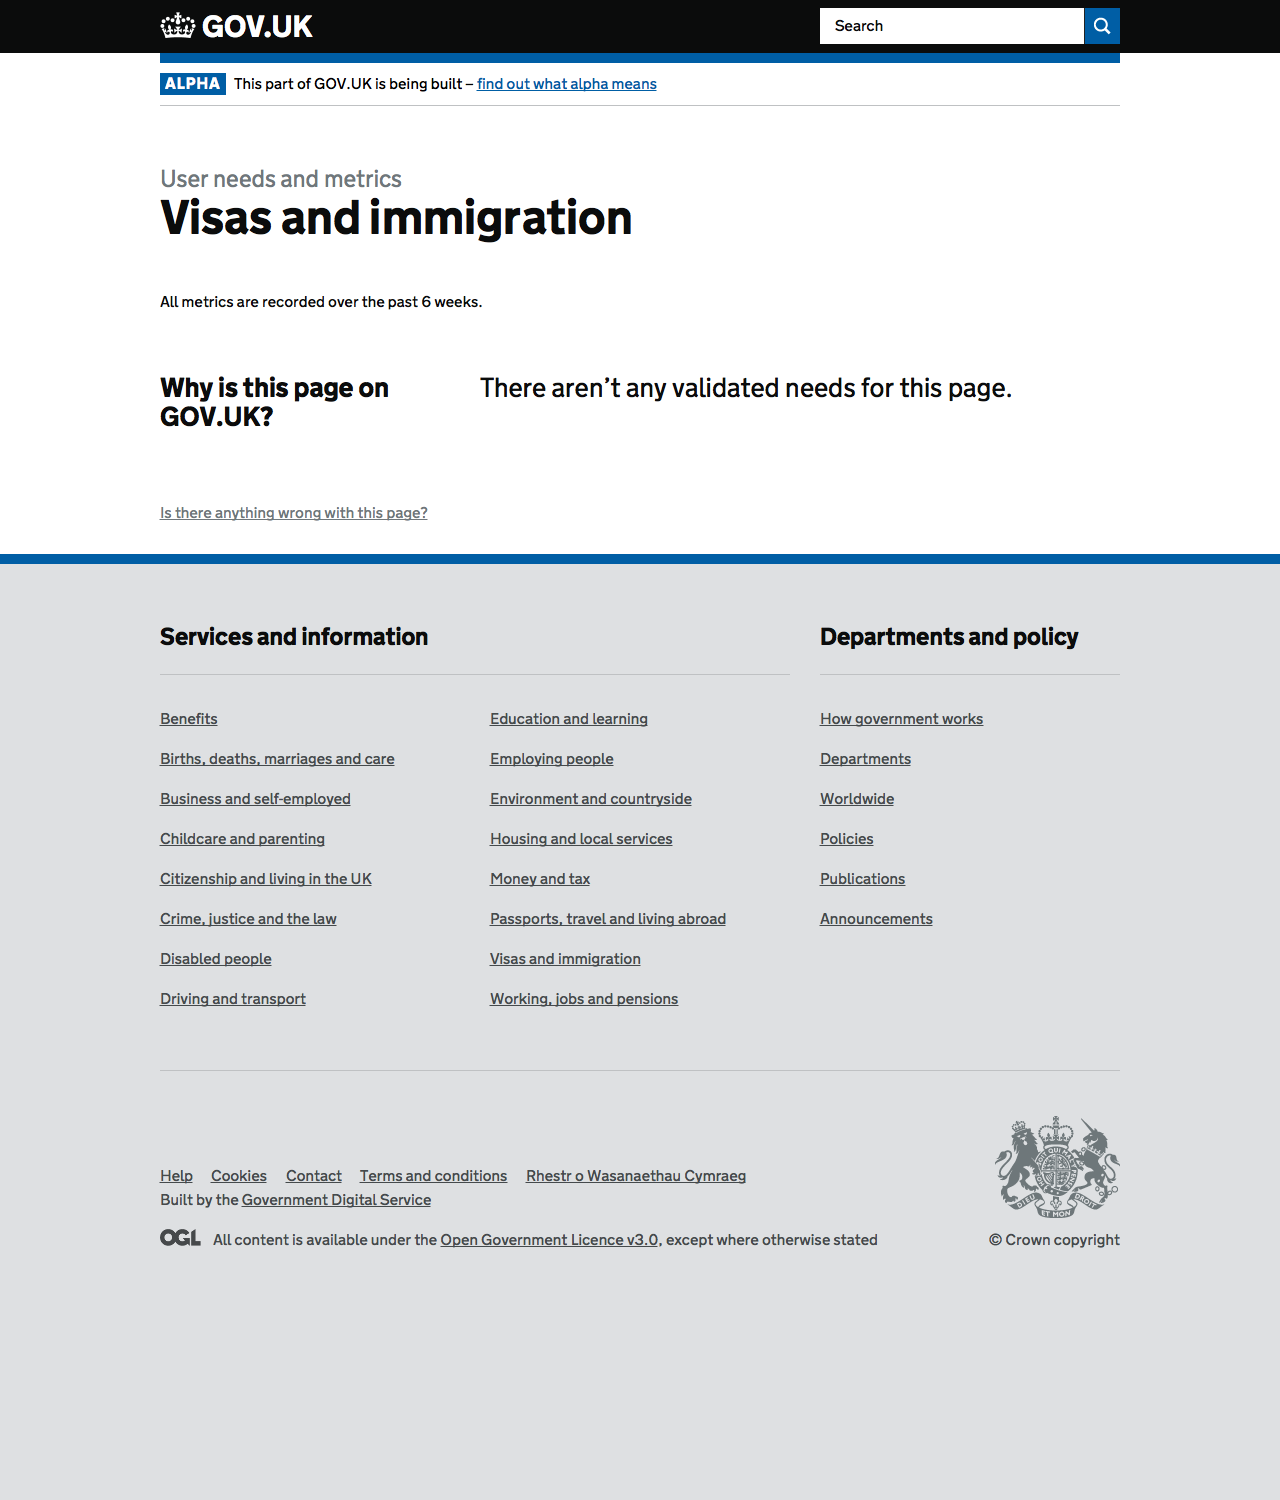 GOV.UK
Search
ALPHA This part of GOV.UK is being built – find out what alpha means
User needs and metrics
Visas and immigration
All metrics are recorded over the past 6 weeks.
Why is this page on
GOV.UK?
There aren’t any validated needs for this page.
Is there anything wrong with this page?
Services and information
Benefits
Births, deaths, marriages and care
Business and self-employed
Childcare and parenting
Citizenship and living in the UK
Crime, justice and the law
Disabled people
Driving and transport
Education and learning
Employing people
Environment and countryside
Housing and local services
Money and tax
Passports, travel and living abroad
Visas and immigration
Working, jobs and pensions
Departments and policy
How government works
Departments
Worldwide
Policies
Publications
Announcements
Help Cookies Contact Terms and conditions Rhestr o Wasanaethau Cymraeg
Built by the Government Digital Service
OGL All content is available under the Open Government Licence v3.0, except where otherwise stated
DIEU ET MON DROIT
© Crown copyright